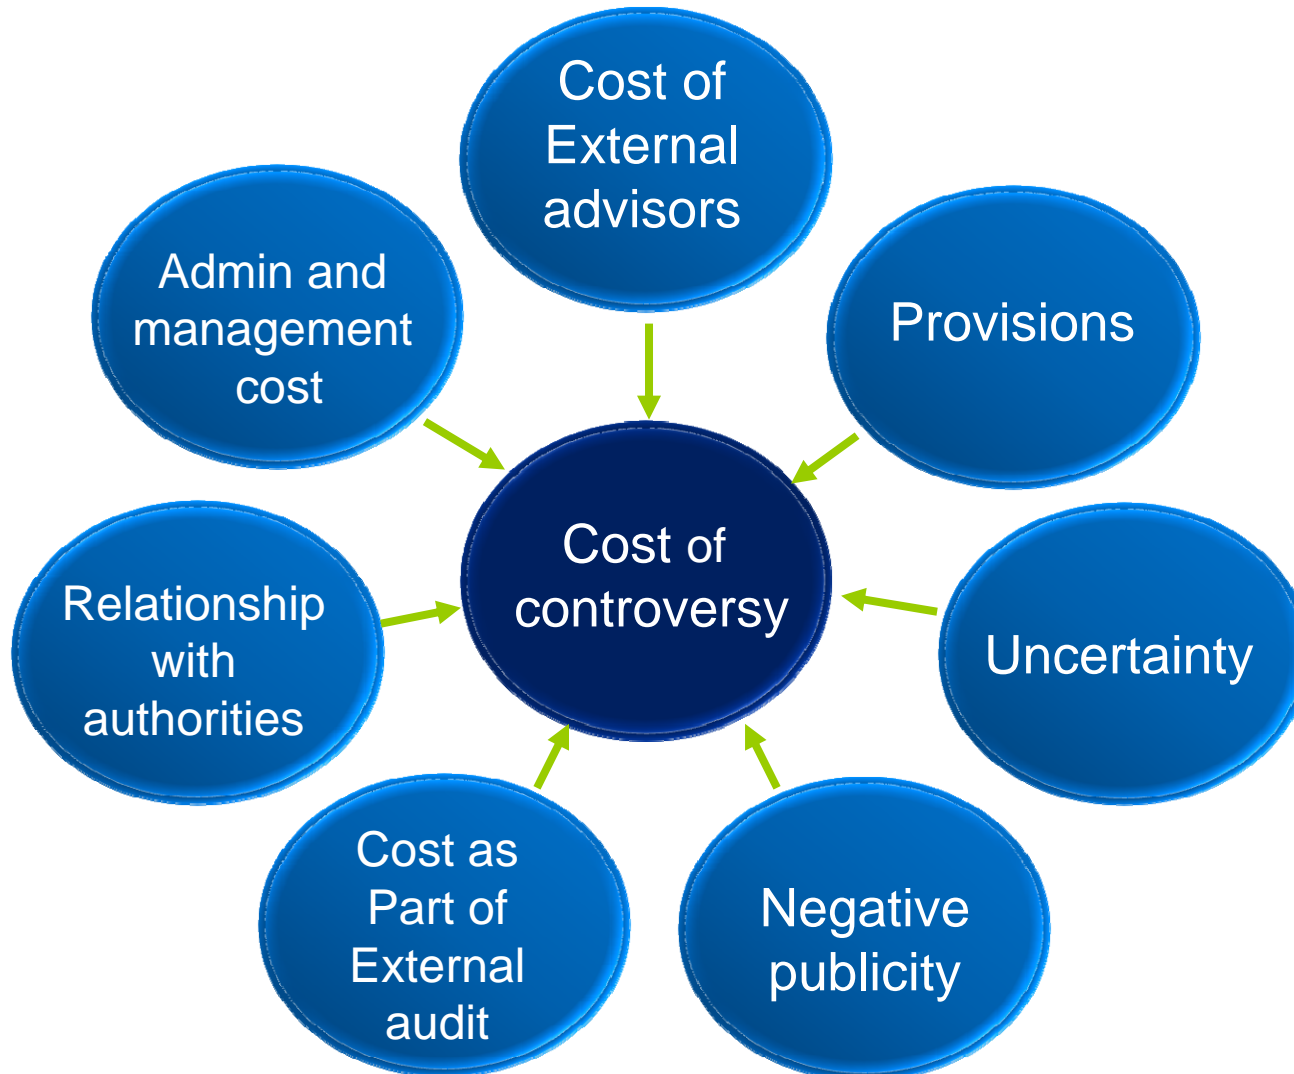 Cost of
External
advisors
Admin and
management
cost
Provisions
Cost of
controversy
Relationship
with
authorities
Uncertainty
Cost as
Part of
External
audit
Negative
publicity